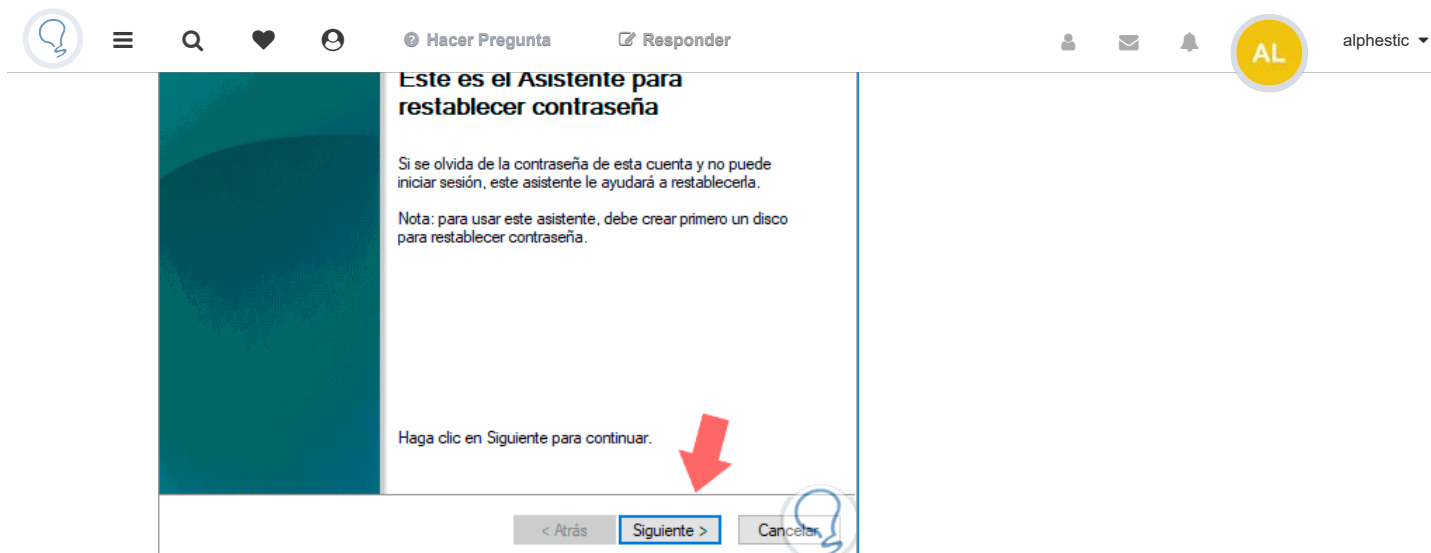 Hacer Pregunta
Responder
AL
alphestic
Este es el Asistente para
restablecer contraseña
Si se olvida de la contraseña de esta cuenta y no puede
iniciar sesión, este asistente le ayudará a restablecerla.
Nota: para usar este asistente, debe crear primero un disco
para restablecer contraseña.
Haga clic en Siguiente para continuar.
< Atrás
Siguiente >
Cancelar